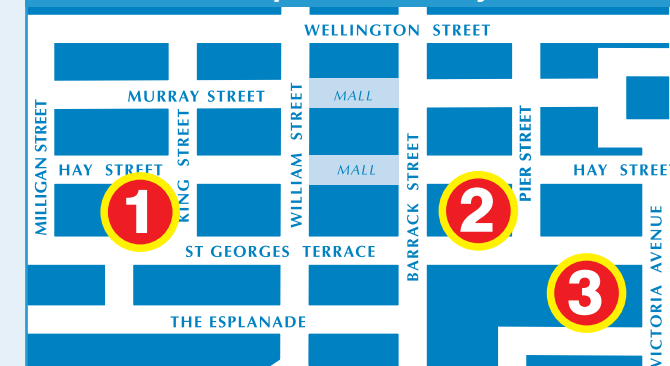 WELLINGTON STREET
MURRAY STREET
MALL
MILLIGAN STREET
KING STREET
WILLIAM STREET
BARRACK STREET
PIER STREET
HAY STREET
MALL
HAY STREE
1
2
ST GEORGES TERRACE
3
VICTORIA AVENUE
THE ESPLANADE